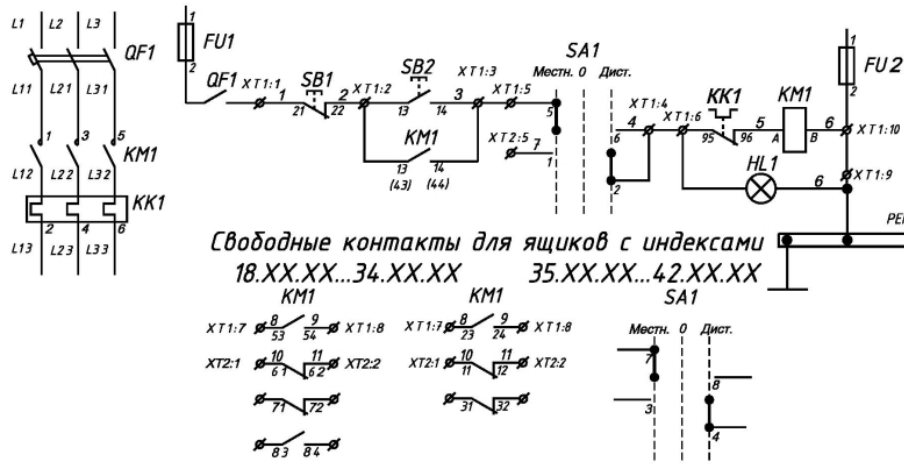 L1 L2 L3
QF1
L11 L21 L31
1 3 5
KM1
L12 L22 L32
KK1
2 4 6
L13 L23 L33
1
FU1
2
QF1
XT1:1
1
SB1
21 22
2
XT1:2
SB2
13 14
3
XT1:3
XT1:5
KM1
13 14
(43) (44)
SA1
Местн. 0 Дист.
5
XT2:5
7
1
6
2
4
XT1:4
XT1:6
KK1
95 96
5
KM1
A B
6
XT1:10
1
FU2
2
XT1:9
HL1
6
PE
Свободные контакты для ящиков с индексами
18.XX.XX...34.XX.XX 35.XX.XX...42.XX.XX
KM1
XT1:7 8 9 XT1:8
53 54
XT2:1 10 11 XT2:2
61 62
71 72
83 84
KM1
XT1:7 8 9 XT1:8
23 24
XT2:1 10 11 XT2:2
11 12
31 32
SA1
Местн. 0 Дист.
7
8
3
4